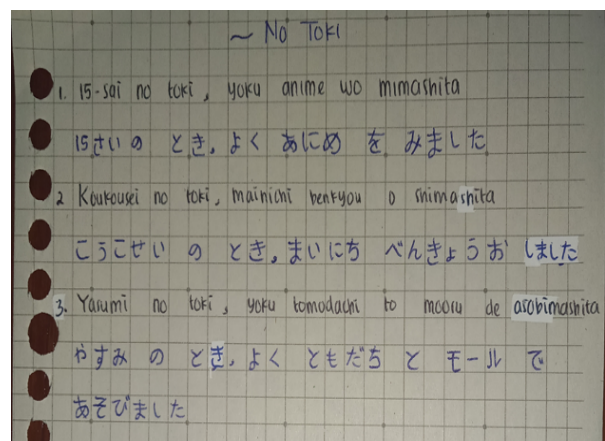 ~ No Toki
1. 15-sai no toki, yoku anime wo mimashita
15さいの とき、よく あにめ を みました
2 Koukousei no toki, mainichi benkyou o shimashita
こうこせい の とき、まいにち べんきょうお しました
3. Yasumi no toki, yoku tomodachi to mooru de asobimashita
やすみ の とき、よく ともだち と モール で
あそびました